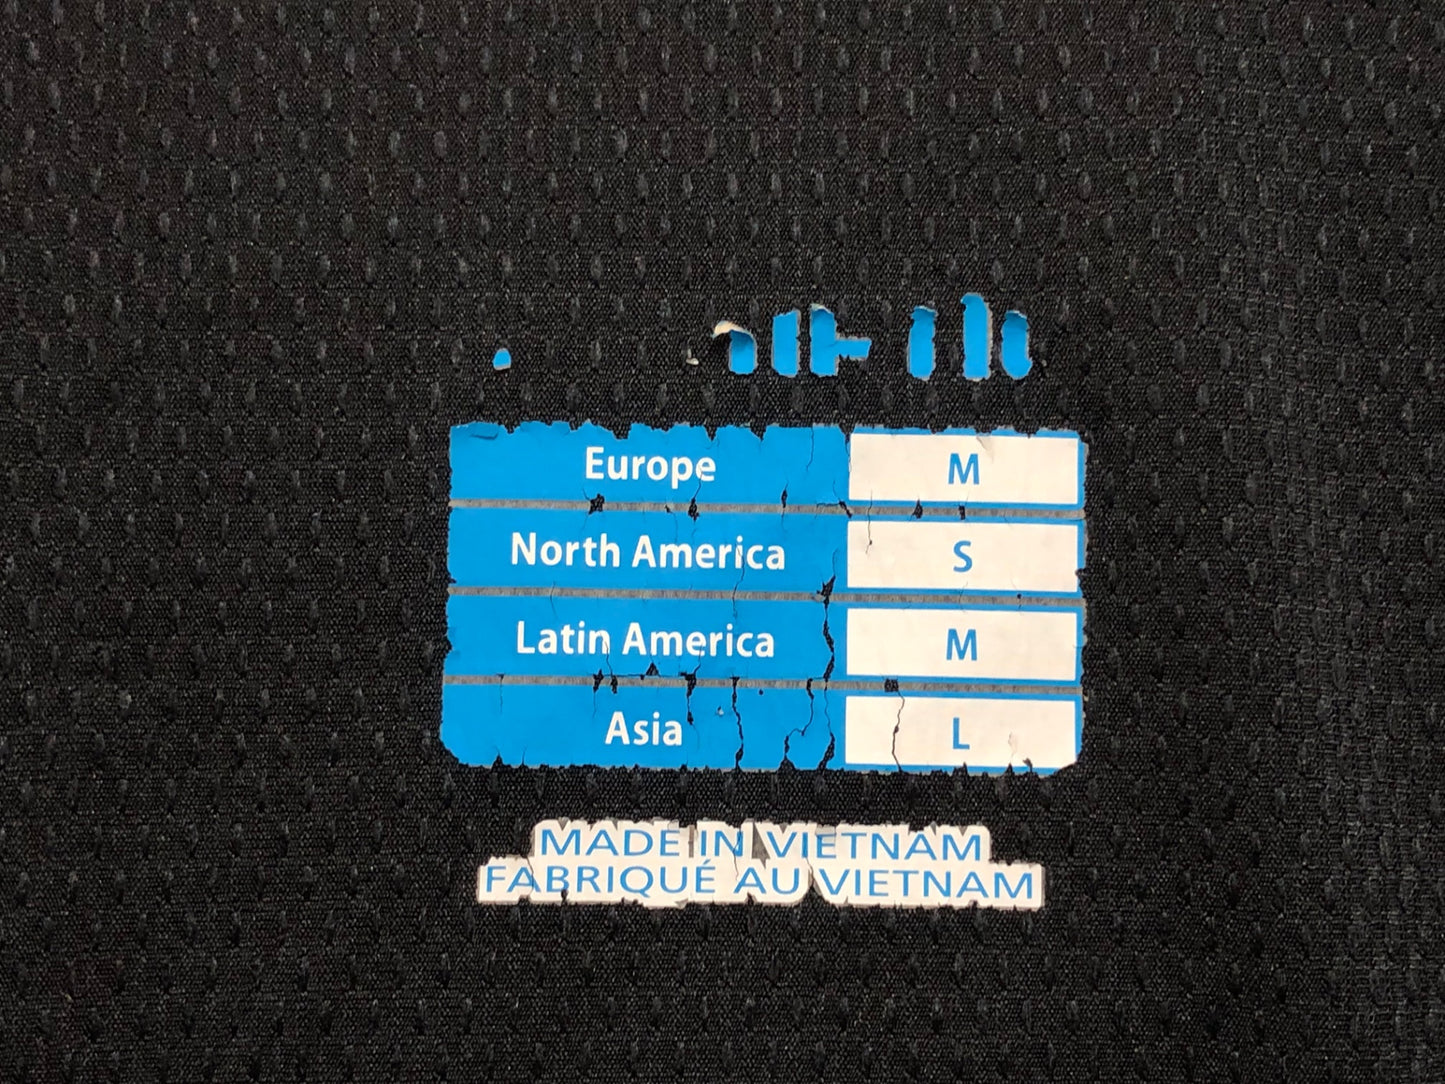 Europe M
North America S
Latin America M
Asia L
MADE IN VIETNAM
FABRIQUÉ AU VIETNAM